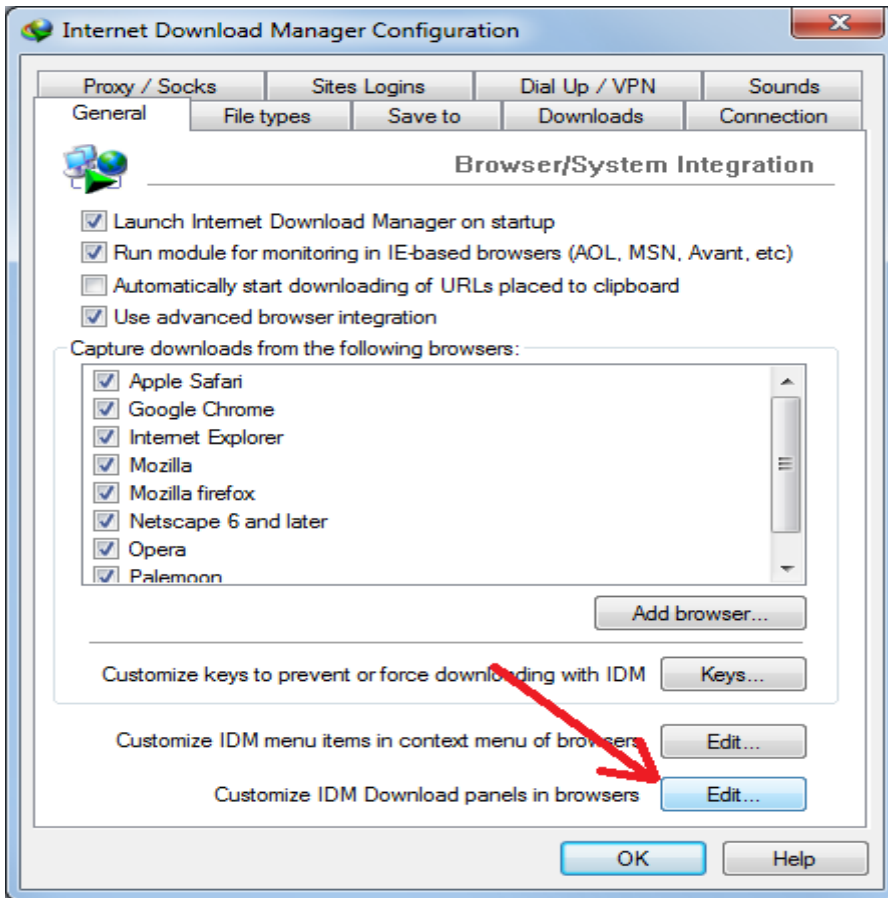 Internet Download Manager Configuration
Proxy / Socks Sites Logins Dial Up / VPN Sounds
General File types Save to Downloads Connection
Browser/System Integration
Launch Internet Download Manager on startup
Run module for monitoring in IE-based browsers (AOL, MSN, Avant, etc)
Automatically start downloading of URLs placed to clipboard
Use advanced browser integration
Capture downloads from the following browsers:
Apple Safari
Google Chrome
Internet Explorer
Mozilla
Mozilla firefox
Netscape 6 and later
Opera
Palemoon
Add browser...
Customize keys to prevent or force downloading with IDM Keys...
Customize IDM menu items in context menu of browsers Edit...
Customize IDM Download panels in browsers Edit...
OK Help